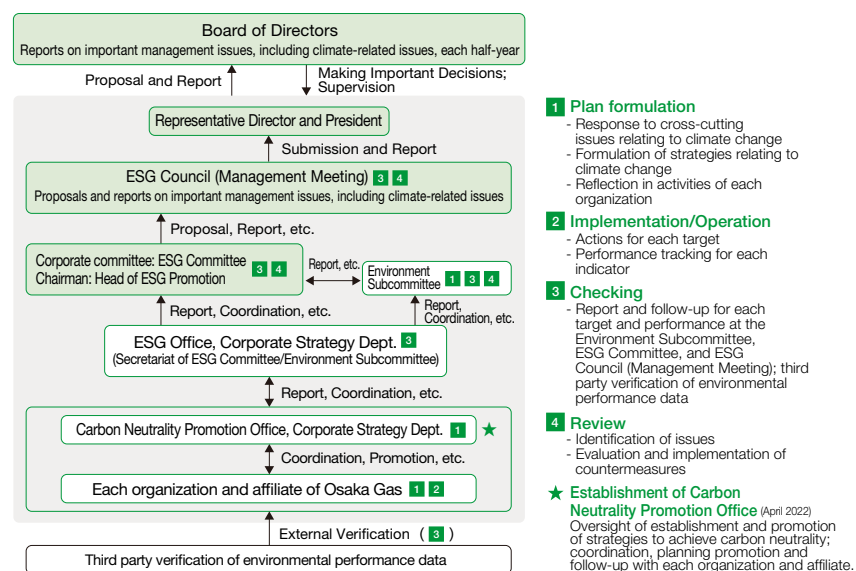 Board of Directors
Reports on important management issues, including climate-related issues, each half-year
Proposal and Report
Making Important Decisions;
Supervision
Representative Director and President
Submission and Report
ESG Council (Management Meeting) 3 4
Proposals and reports on important management issues, including climate-related issues
Proposal, Report, etc.
Corporate committee: ESG Committee
Chairman: Head of ESG Promotion
3 4
Report, etc.
Environment
Subcommittee 1 3 4
Report, Coordination, etc.
Report,
Coordination, etc.
ESG Office, Corporate Strategy Dept. 3
(Secretariat of ESG Committee/Environment Subcommittee)
Report, Coordination, etc.
Carbon Neutrality Promotion Office, Corporate Strategy Dept. 1 ★
Coordination, Promotion, etc.
Each organization and affiliate of Osaka Gas 1 2
External Verification ( 3 )
Third party verification of environmental performance data
1 Plan formulation
- Response to cross-cutting
issues relating to climate change
- Formulation of strategies relating to
climate change
- Reflection in activities of each
organization
2 Implementation/Operation
- Actions for each target
- Performance tracking for each
indicator
3 Checking
- Report and follow-up for each
target and performance at the
Environment Subcommittee,
ESG Committee, and ESG
Council (Management Meeting); third
party verification of environmental
performance data
4 Review
- Identification of issues
- Evaluation and implementation of
countermeasures
★ Establishment of Carbon
Neutrality Promotion Office (April 2022)
Oversight of establishment and promotion
of strategies to achieve carbon neutrality;
coordination, planning promotion and
follow-up with each organization and affiliate.